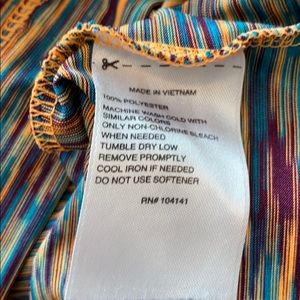 MADE IN VIETNAM
100% POLYESTER
MACHINE WASH COLD WITH
SIMILAR COLORS
ONLY NON-CHLORINE BLEACH
WHEN NEEDED
TUMBLE DRY LOW
REMOVE PROMPTLY
COOL IRON IF NEEDED
DO NOT USE SOFTENER
RN# 104141